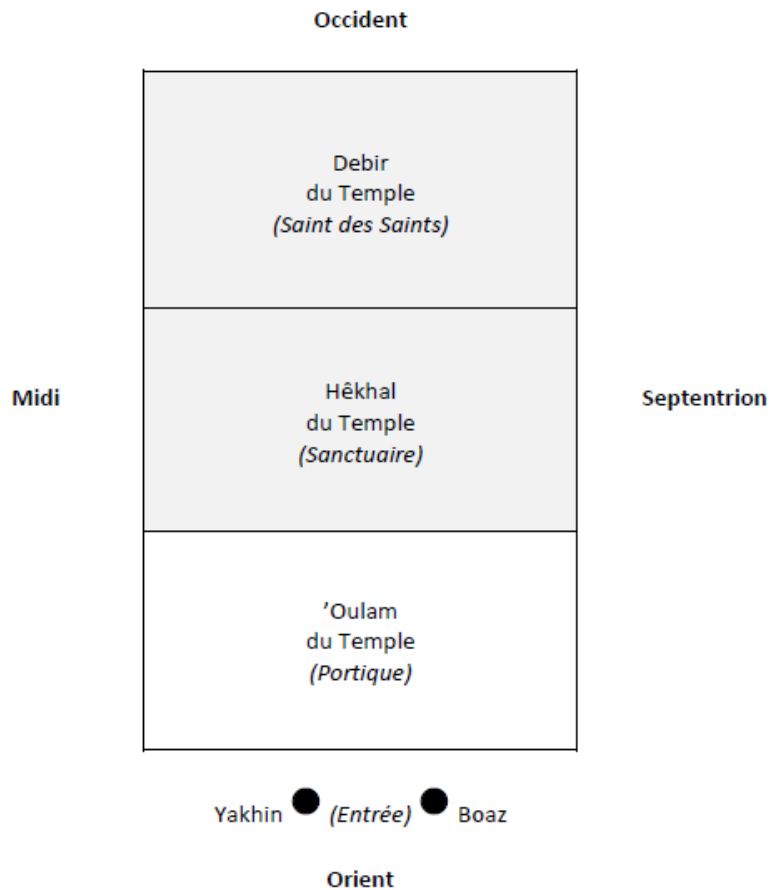 Occident
Debir
du Temple
(Saint des Saints)
Midi
Hêkhal
du Temple
(Sanctuaire)
Septentrion
’Oulam
du Temple
(Portique)
Yakhin (Entrée) Boaz
Orient